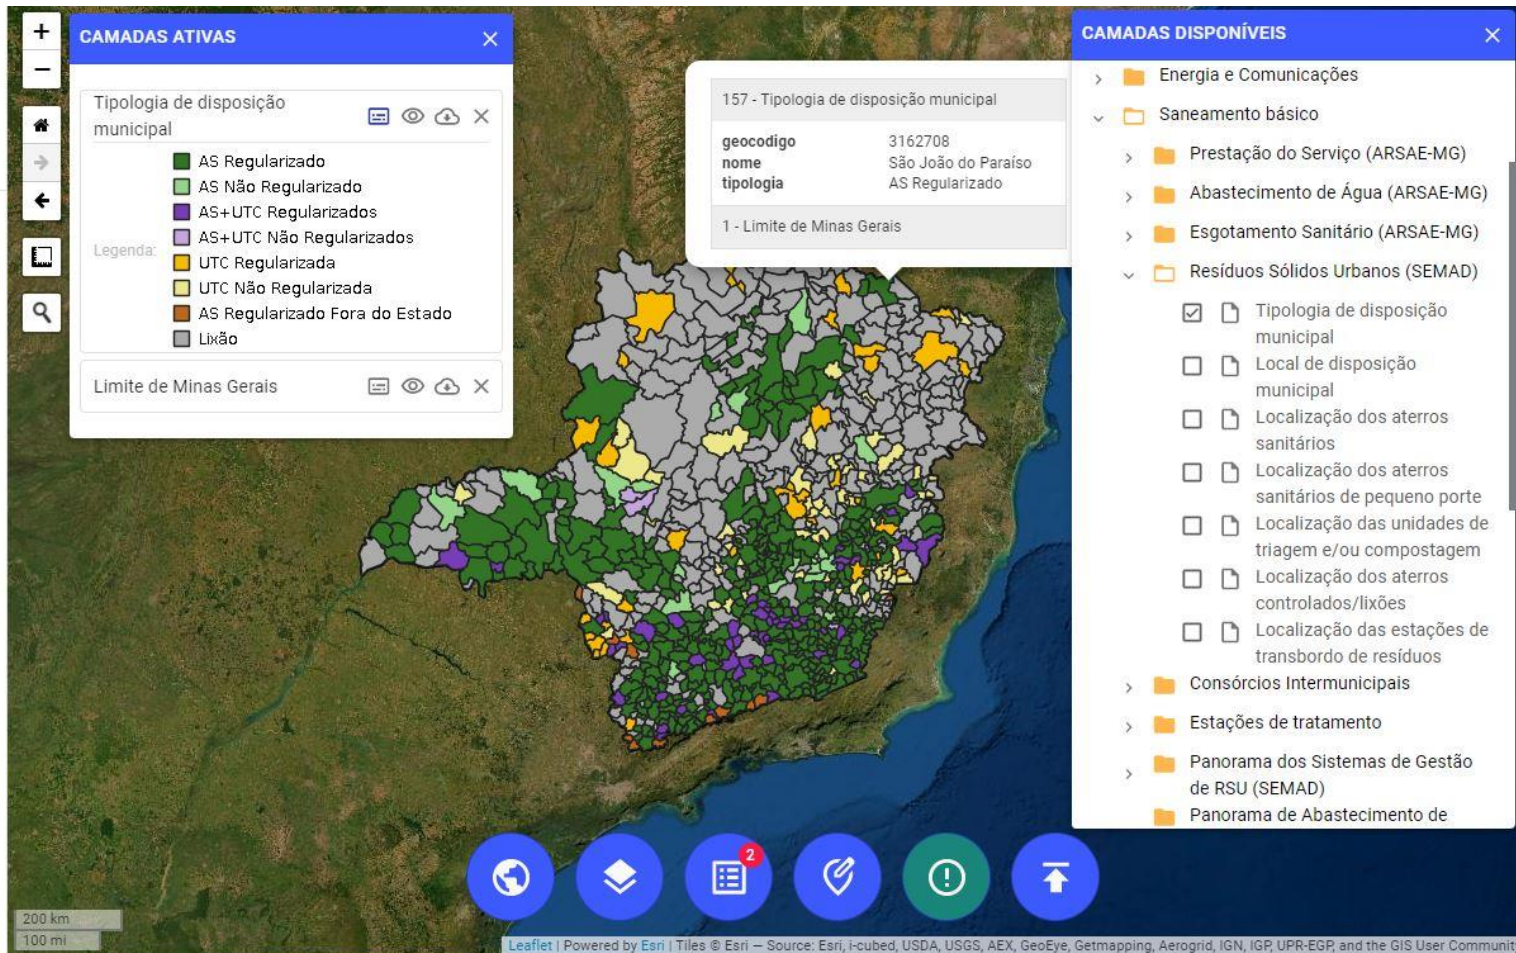 +
−
CAMADAS ATIVAS
Tipologia de disposição
municipal
Legenda:
AS Regularizado
AS Não Regularizado
AS+UTC Regularizados
AS+UTC Não Regularizados
UTC Regularizada
UTC Não Regularizada
AS Regularizado Fora do Estado
Lixão
Limite de Minas Gerais
157 - Tipologia de disposição municipal
geocodigo 3162708
nome São João do Paraíso
tipologia AS Regularizado
1 - Limite de Minas Gerais
CAMADAS DISPONÍVEIS
Energia e Comunicações
Saneamento básico
Prestação do Serviço (ARSAE-MG)
Abastecimento de Água (ARSAE-MG)
Esgotamento Sanitário (ARSAE-MG)
Resíduos Sólidos Urbanos (SEMAD)
Tipologia de disposição
municipal
Local de disposição
municipal
Localização dos aterros
sanitários
Localização dos aterros
sanitários de pequeno porte
Localização das unidades de
triagem e/ou compostagem
Localização dos aterros
controlados/lixões
Localização das estações de
transbordo de resíduos
Consórcios Intermunicipais
Estações de tratamento
Panorama dos Sistemas de Gestão
de RSU (SEMAD)
Panorama de Abastecimento de
2
200 km
100 mi
Leaflet | Powered by Esri | Tiles © Esri — Source: Esri, i-cubed, USDA, USGS, AEX, GeoEye, Getmapping, Aerogrid, IGN, IGP, UPR-EGP, and the GIS User Communit